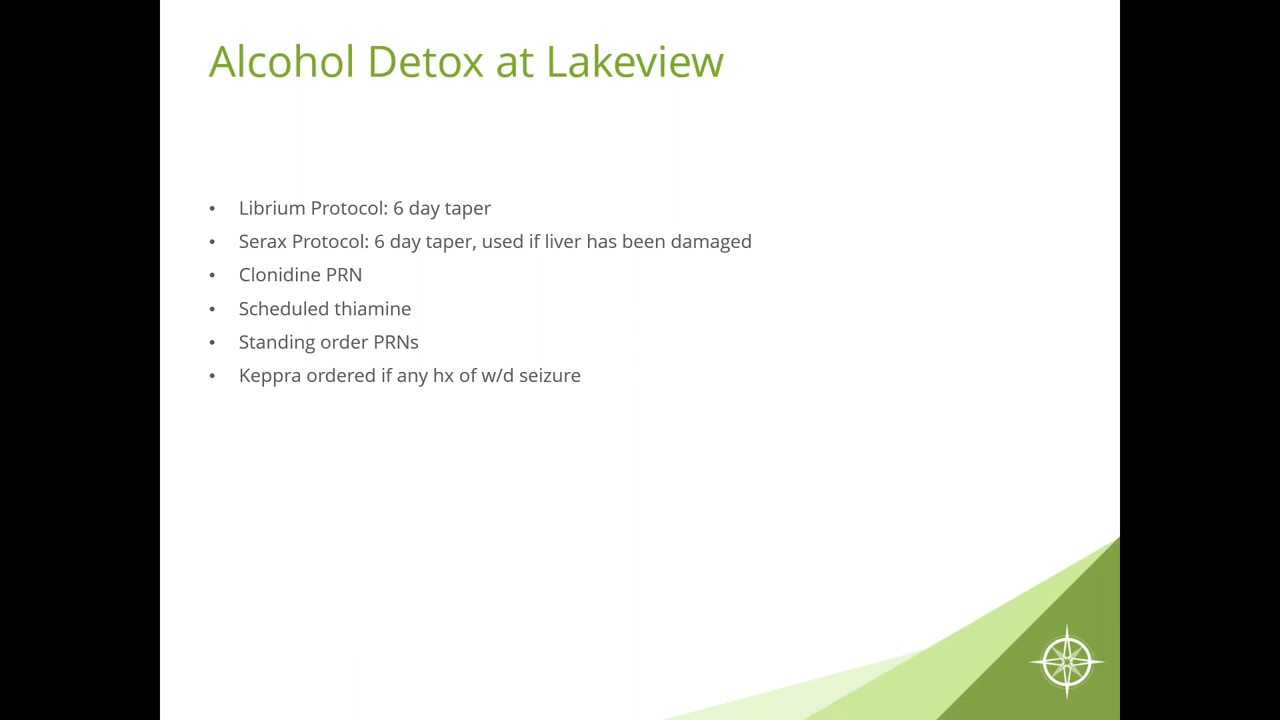 Alcohol Detox at Lakeview
• Librium Protocol: 6 day taper
• Serax Protocol: 6 day taper, used if liver has been damaged
• Clonidine PRN
• Scheduled thiamine
• Standing order PRNs
• Keppra ordered if any hx of w/d seizure